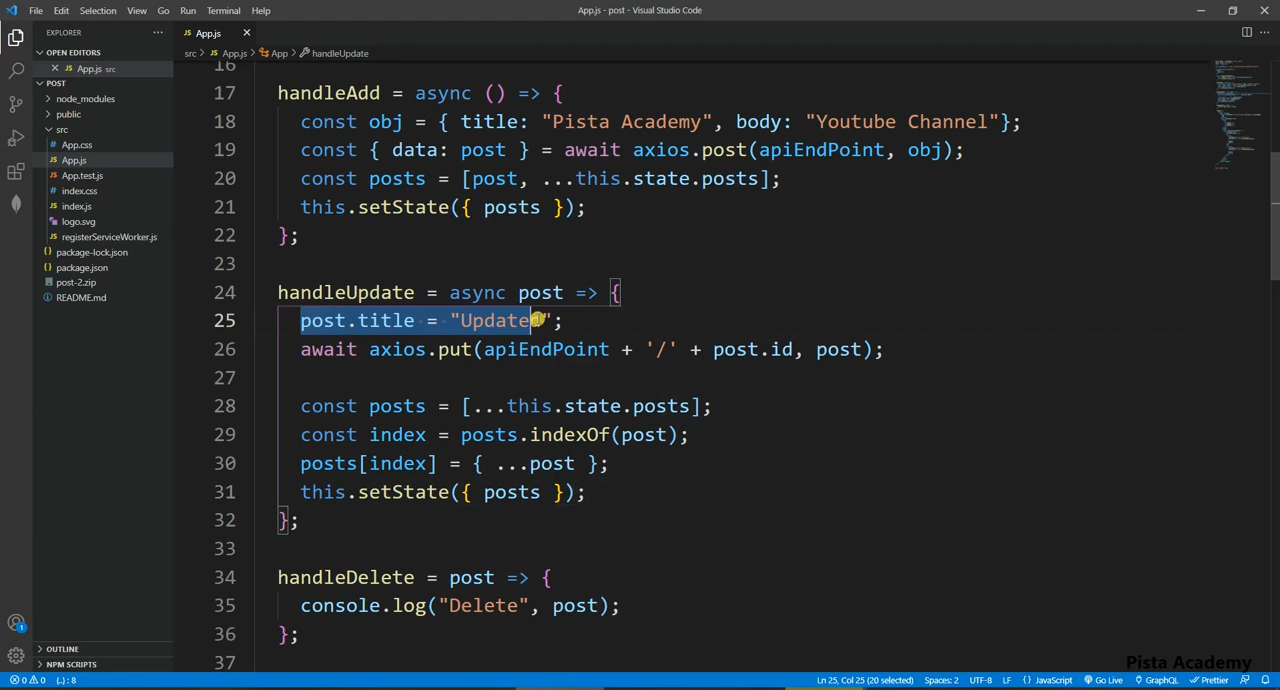 File Edit Selection View Go Run Terminal Help
App.js - post - Visual Studio Code
EXPLORER
OPEN EDITORS
App.js src
POST
node_modules
public
src
App.css
App.js
App.test.js
index.css
index.js
logo.svg
registerServiceWorker.js
package-lock.json
package.json
post-2.zip
README.md
OUTLINE
NPM SCRIPTS
App.js
src > App.js > App > handleUpdate
16
17 handleAdd = async () => {
18 const obj = { title: "Pista Academy", body: "Youtube Channel"};
19 const { data: post } = await axios.post(apiEndPoint, obj);
20 const posts = [post, ...this.state.posts];
21 this.setState({ posts });
22 };
23
24 handleUpdate = async post => {
25 post.title = "Updated";
26 await axios.put(apiEndPoint + '/' + post.id, post);
27
28 const posts = [...this.state.posts];
29 const index = posts.indexOf(post);
30 posts[index] = { ...post };
31 this.setState({ posts });
32 };
33
34 handleDelete = post => {
35 console.log("Delete", post);
36 };
37
Pista Academy
1
0 0 {..} : 8
Ln 25, Col 25 (20 selected) Spaces: 2 UTF-8 LF {} JavaScript Go Live GraphQL Prettier